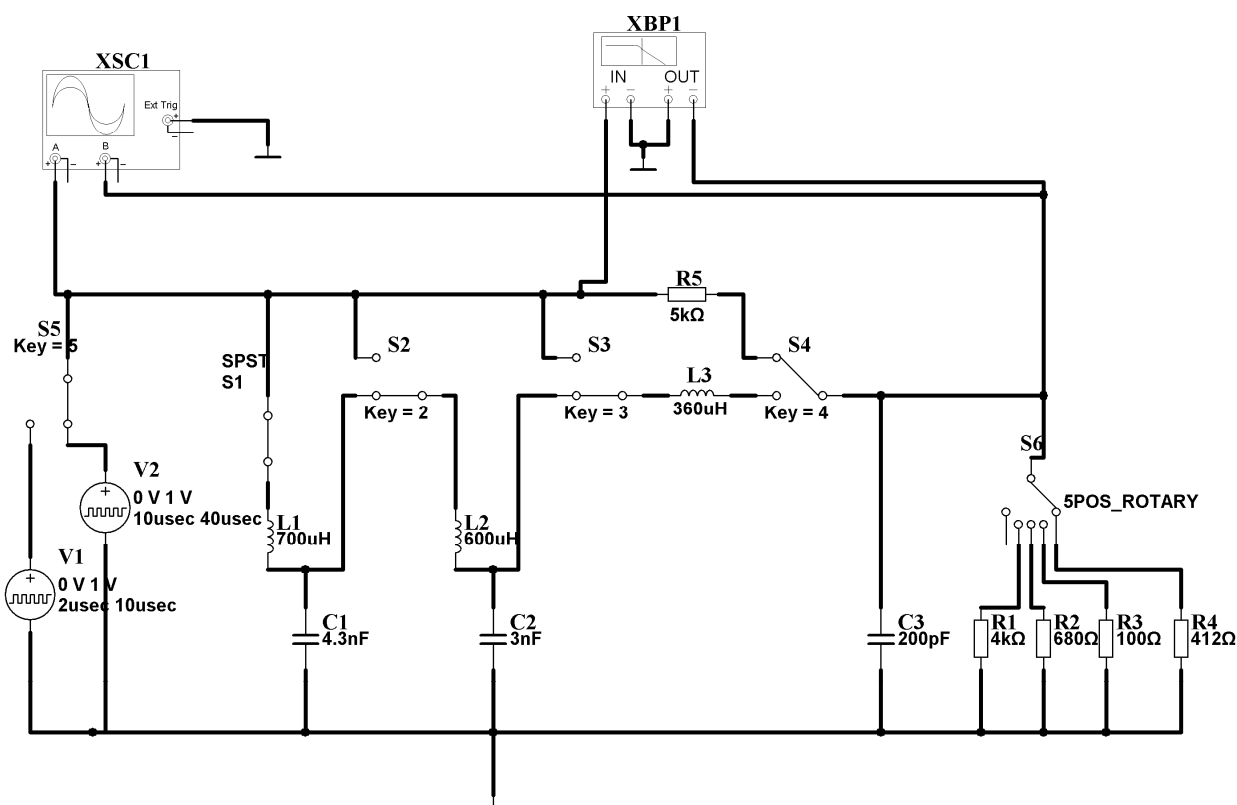 XBP1
IN OUT
+ − + −
XSC1
Ext Trig
+
−
A B
+ − + −
R5
5kΩ
S5
Key = 5
SPST
S1
S2
Key = 2
S3
Key = 3
L3
360uH
S4
Key = 4
S6
5POS_ROTARY
V2
+
0 V 1 V
10usec 40usec
L1
700uH
L2
600uH
V1
+
0 V 1 V
2usec 10usec
C1
4.3nF
C2
3nF
C3
200pF
R1
4kΩ
R2
680Ω
R3
100Ω
R4
412Ω